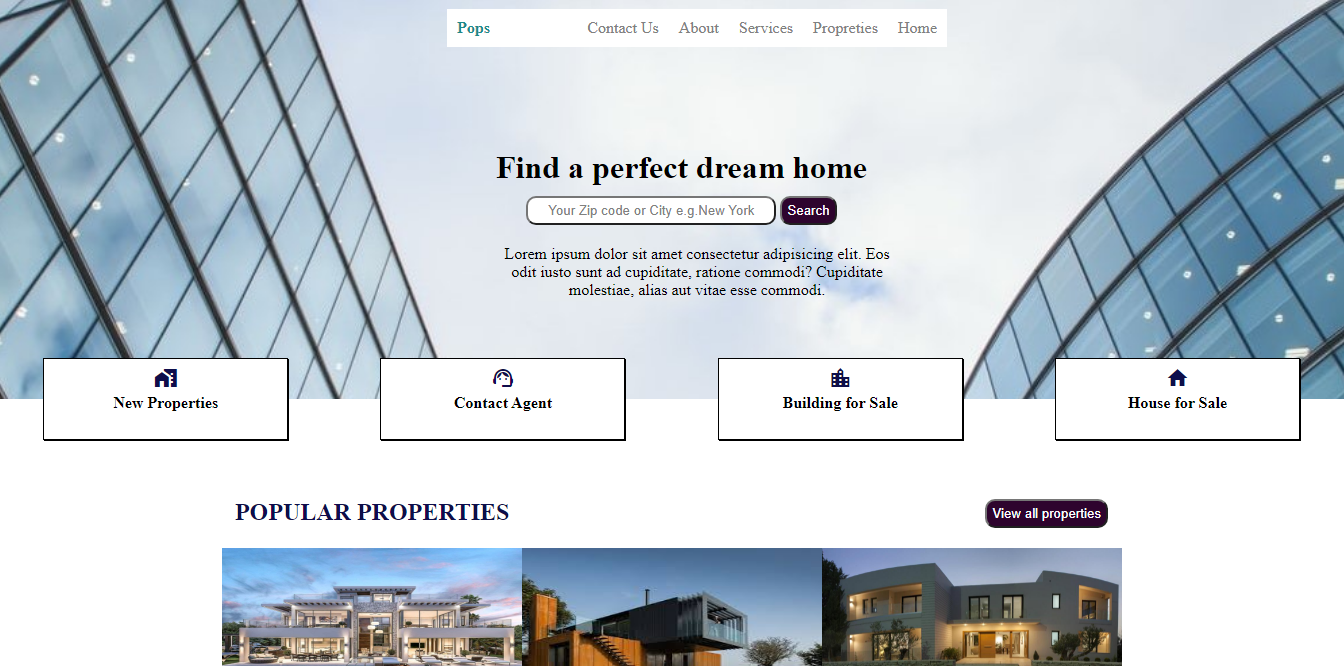 Pops Contact Us About Services Propreties Home
Find a perfect dream home
Your Zip code or City e.g.New York Search
Lorem ipsum dolor sit amet consectetur adipisicing elit. Eos
odit iusto sunt ad cupiditate, ratione commodi? Cupiditate
molestiae, alias aut vitae esse commodi.
New Properties
Contact Agent
Building for Sale
House for Sale
POPULAR PROPERTIES
View all properties